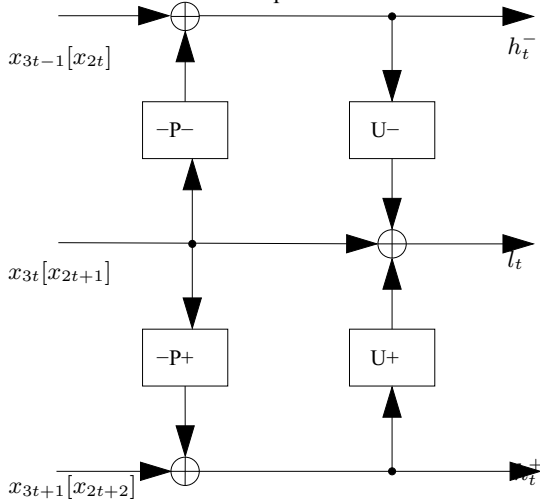 x_{3t−1}[x_{2t}]
h_t^−
−P−
U−
x_{3t}[x_{2t+1}]
l_t
−P+
U+
x_{3t+1}[x_{2t+2}]